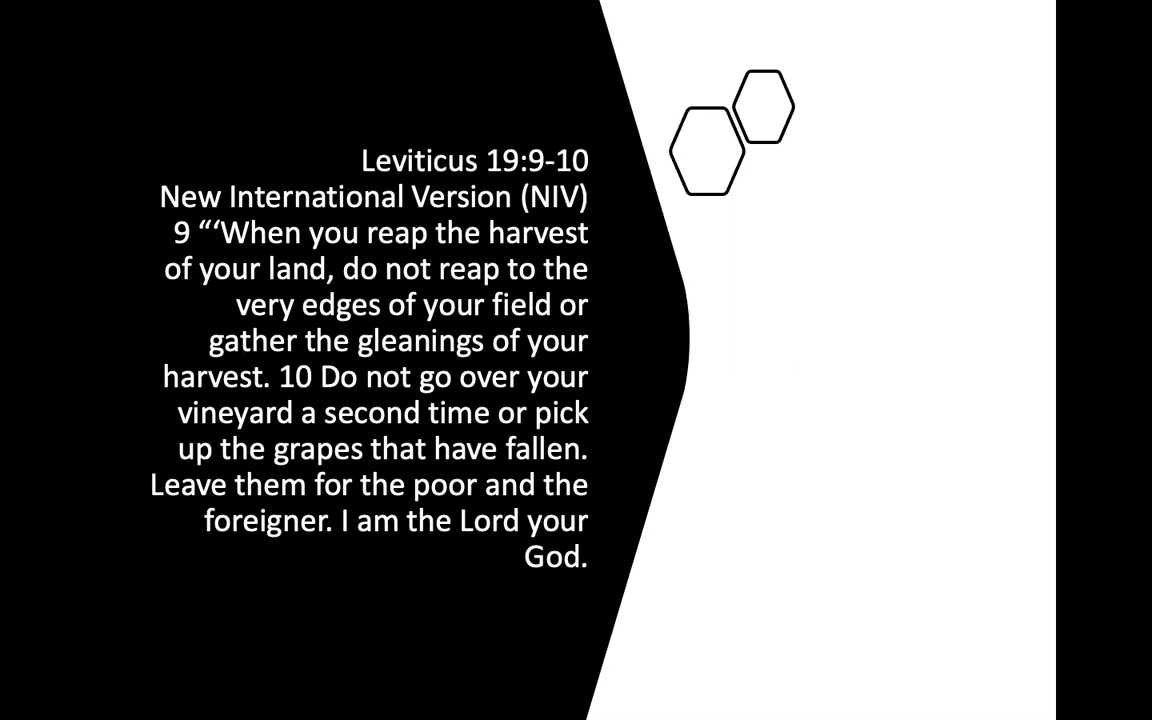 Leviticus 19:9-10
New International Version (NIV)
9 “‘When you reap the harvest
of your land, do not reap to the
very edges of your field or
gather the gleanings of your
harvest. 10 Do not go over your
vineyard a second time or pick
up the grapes that have fallen.
Leave them for the poor and the
foreigner. I am the Lord your
God.